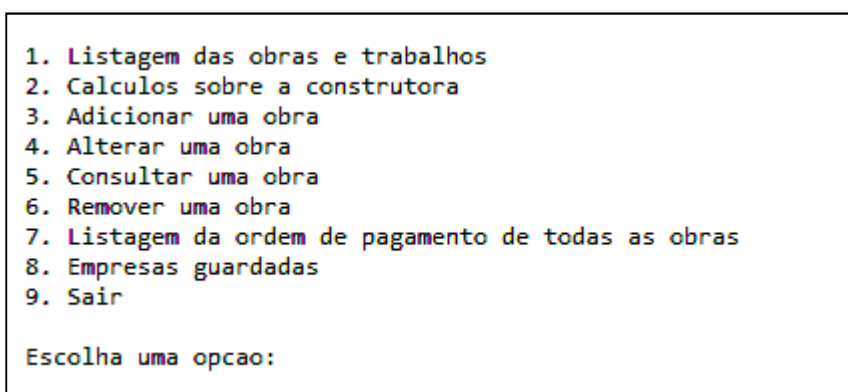 1. Listagem das obras e trabalhos
2. Calculos sobre a construtora
3. Adicionar uma obra
4. Alterar uma obra
5. Consultar uma obra
6. Remover uma obra
7. Listagem da ordem de pagamento de todas as obras
8. Empresas guardadas
9. Sair
Escolha uma opcao: